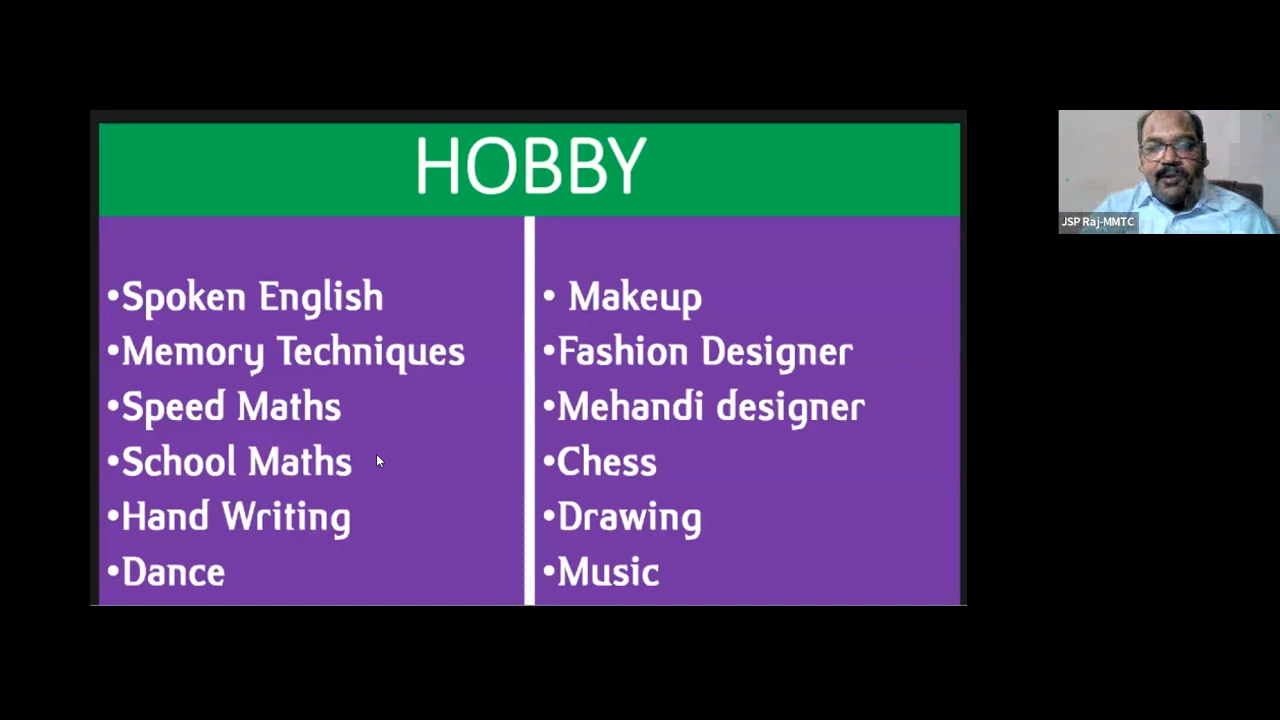 HOBBY
•Spoken English
•Memory Techniques
•Speed Maths
•School Maths
•Hand Writing
•Dance
• Makeup
•Fashion Designer
•Mehandi designer
•Chess
•Drawing
•Music
JSP Raj-MMTC